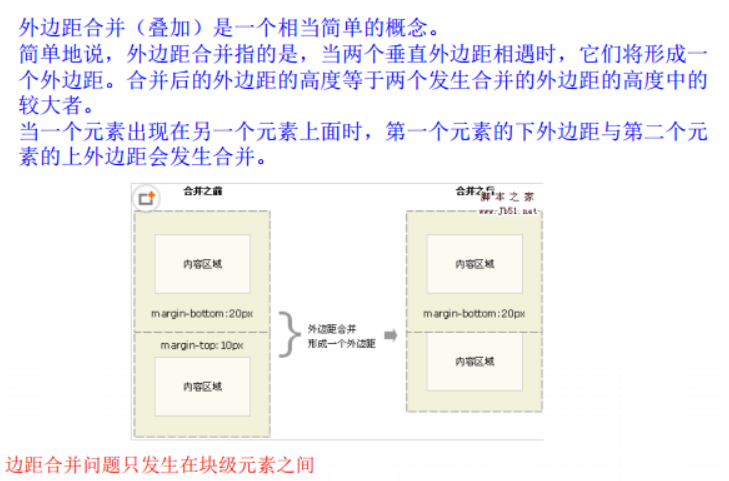 外边距合并（叠加）是一个相当简单的概念。
简单地说，外边距合并指的是，当两个垂直外边距相遇时，它们将形成一
个外边距。合并后的外边距的高度等于两个发生合并的外边距的高度中的
较大者。
当一个元素出现在另一个元素上面时，第一个元素的下外边距与第二个元
素的上外边距会发生合并。
合并之前
合并之后
脚本之家
www.Jb51.net
内容区域
内容区域
margin-bottom:20px
margin-bottom:20px
外边距合并
形成一个外边距
margin-top:10px
内容区域
内容区域
边距合并问题只发生在块级元素之间